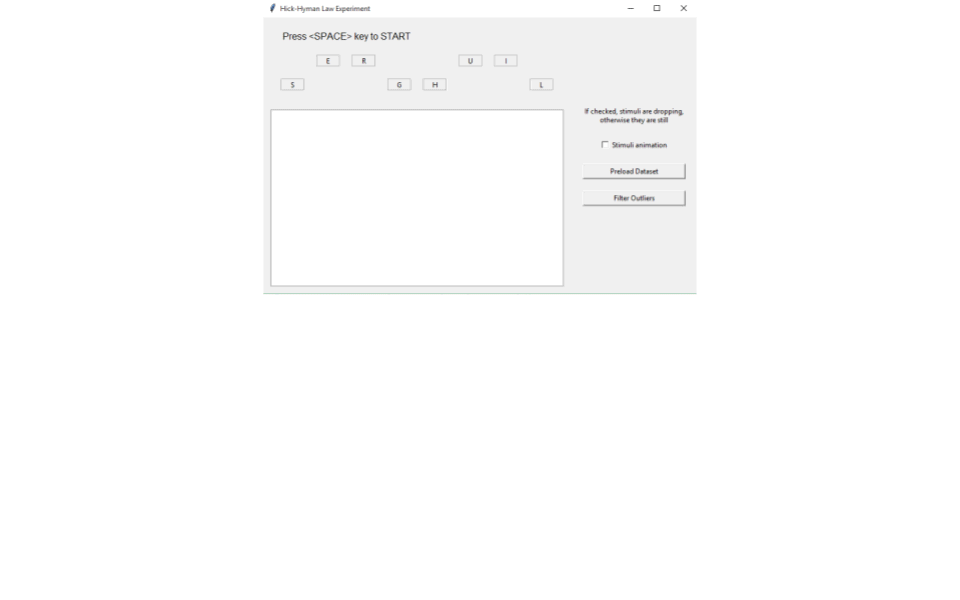 Hick-Hyman Law Experiment
Press <SPACE> key to START
E R U I
S G H L
If checked, stimuli are dropping,
otherwise they are still
Stimuli animation
Preload Dataset
Filter Outliers